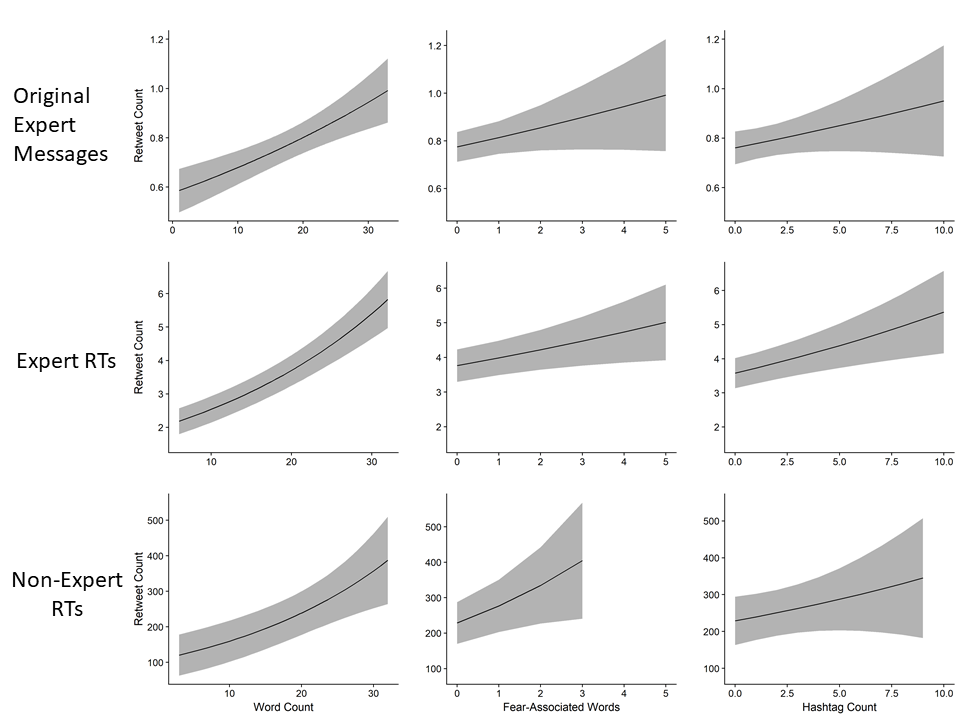 Original
Expert
Messages
Retweet Count
1.2
1.0
0.8
0.6
0 10 20 30
1.2
1.0
0.8
0.6
0 1 2 3 4 5
1.2
1.0
0.8
0.6
0.0 2.5 5.0 7.5 10.0
Expert RTs
Retweet Count
6
5
4
3
2
10 20 30
6
5
4
3
2
0 1 2 3 4 5
6
5
4
3
2
0.0 2.5 5.0 7.5 10.0
Non-Expert
RTs
Retweet Count
500
400
300
200
100
10 20 30
Word Count
500
400
300
200
100
0 1 2 3 4 5
Fear-Associated Words
500
400
300
200
100
0.0 2.5 5.0 7.5 10.0
Hashtag Count